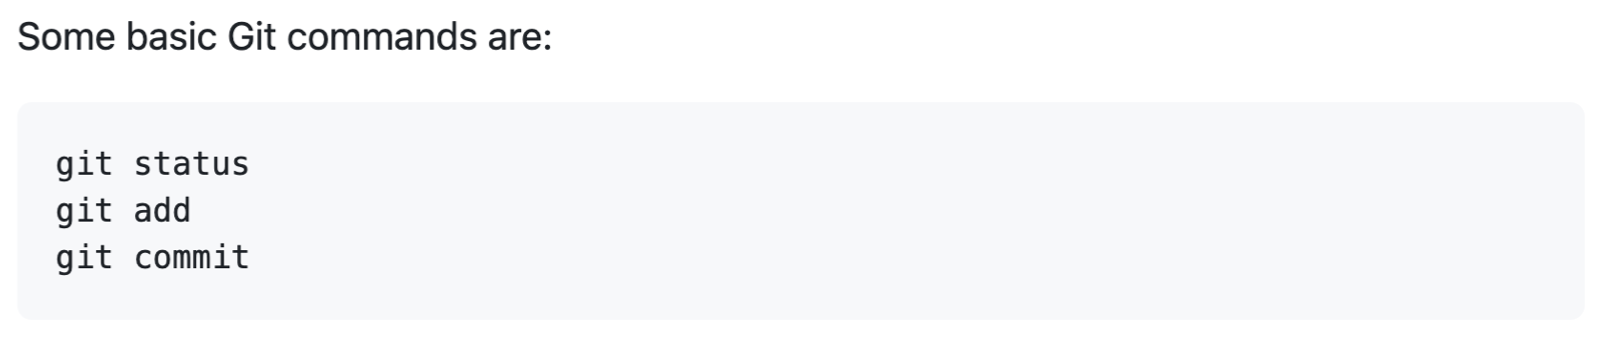 Some basic Git commands are:
git status
git add
git commit